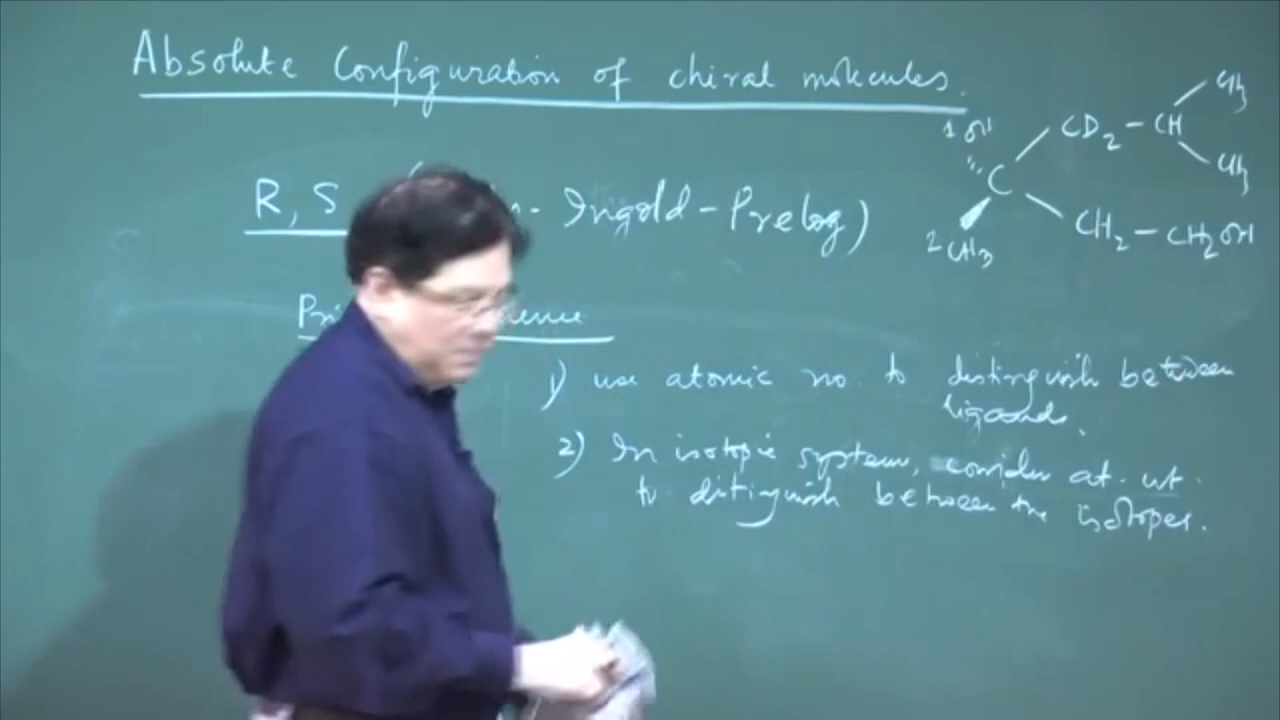 Absolute Configuration of chiral molecules.
R, S - Ingold - Prelog)
1) use atomic no. to distinguish between
ligands.
2) In isotopic system, consider at. wt.
to ditinguish between the isotopes.
1 OH
C
2 CH3
CD2 - CH
CH3
CH3
CH2 - CH2OH